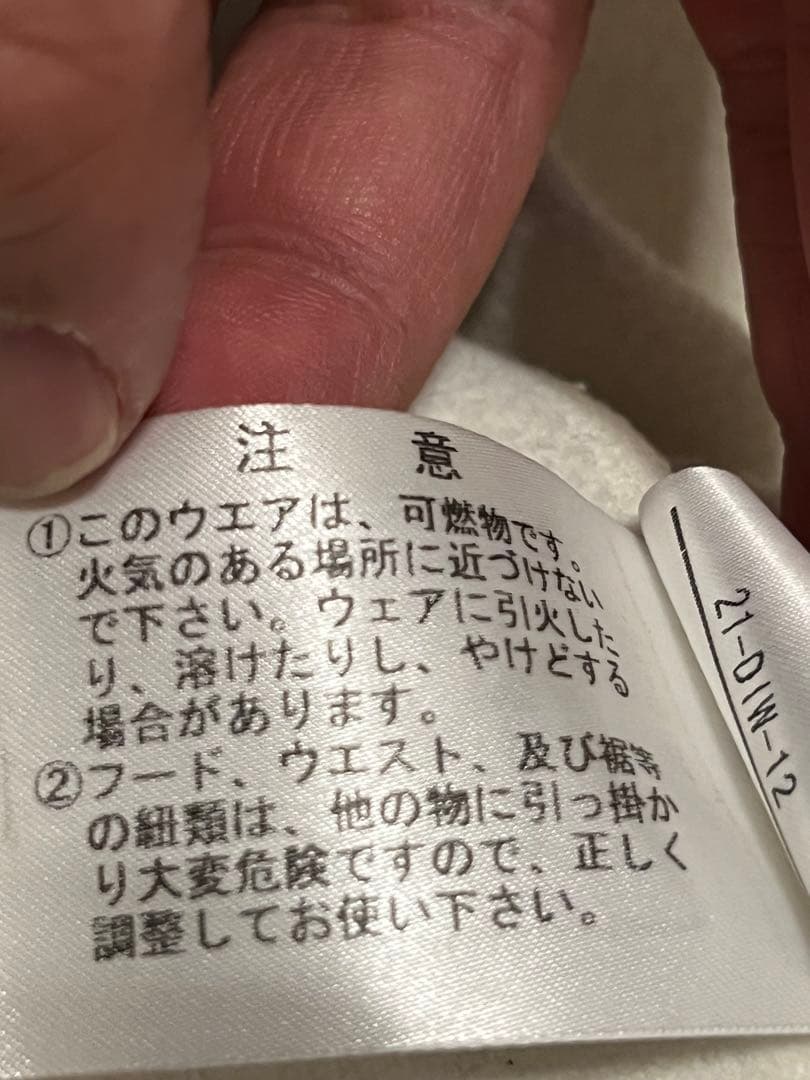 注意
①このウエアは、可燃物です。
火気のある場所に近づけない
で下さい。ウェアに引火した
り、溶けたりし、やけどする
場合があります。
②フード、ウエスト、及び裾等
の紐類は、他の物に引っ掛か
り大変危険ですので、正しく
調整してお使い下さい。
21-DIW-12